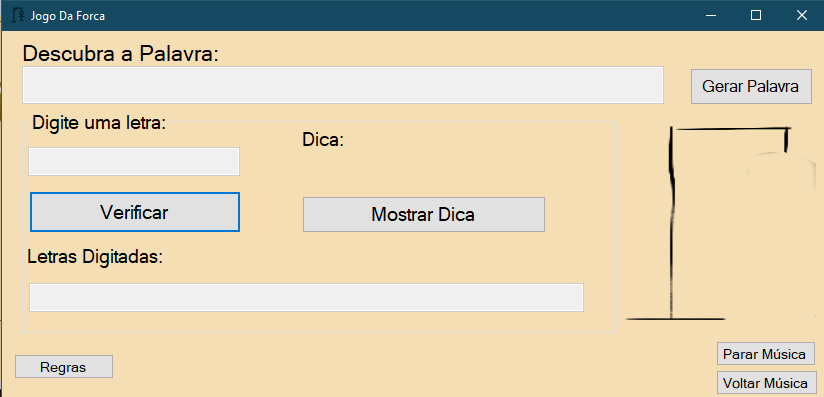 Jogo Da Forca
Descubra a Palavra:
Gerar Palavra
Digite uma letra:
Dica:
Verificar
Mostrar Dica
Letras Digitadas:
Regras
Parar Música
Voltar Música